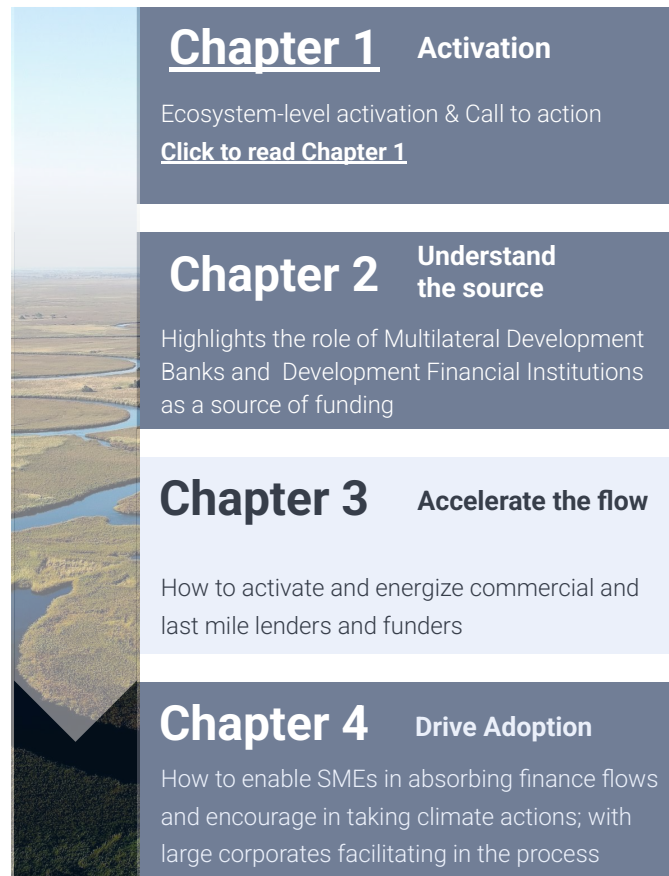 Chapter 1 Activation
Ecosystem-level activation & Call to action
Click to read Chapter 1
Chapter 2 Understand
the source
Highlights the role of Multilateral Development
Banks and  Development Financial Institutions
as a source of funding
Chapter 3 Accelerate the flow
How to activate and energize commercial and
last mile lenders and funders
Chapter 4 Drive Adoption
How to enable SMEs in absorbing finance flows
and encourage in taking climate actions; with
large corporates facilitating in the process